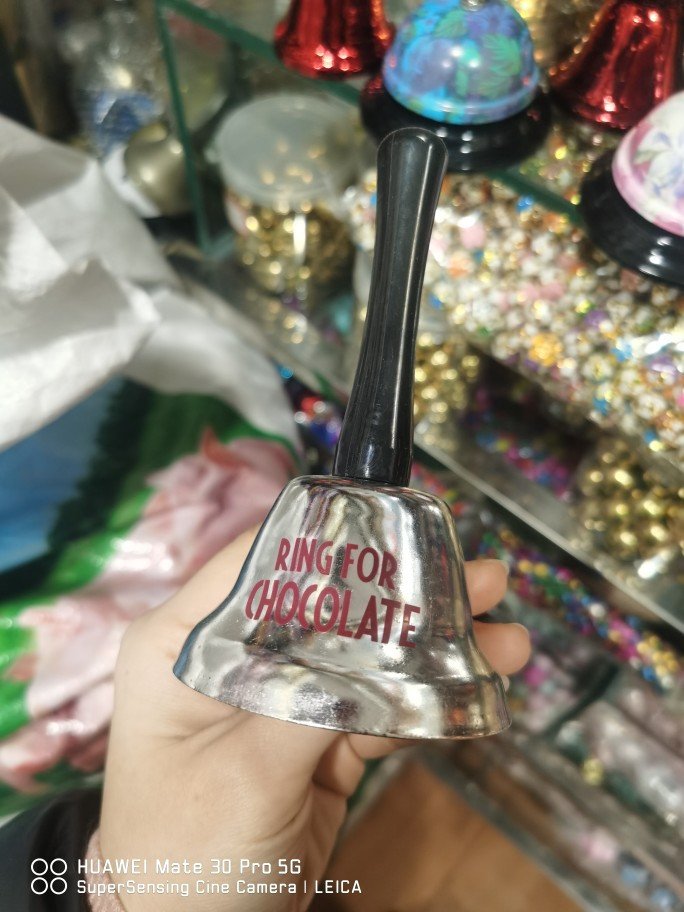 RING FOR
CHOCOLATE
HUAWEI Mate 30 Pro 5G
SuperSensing Cine Camera | LEICA